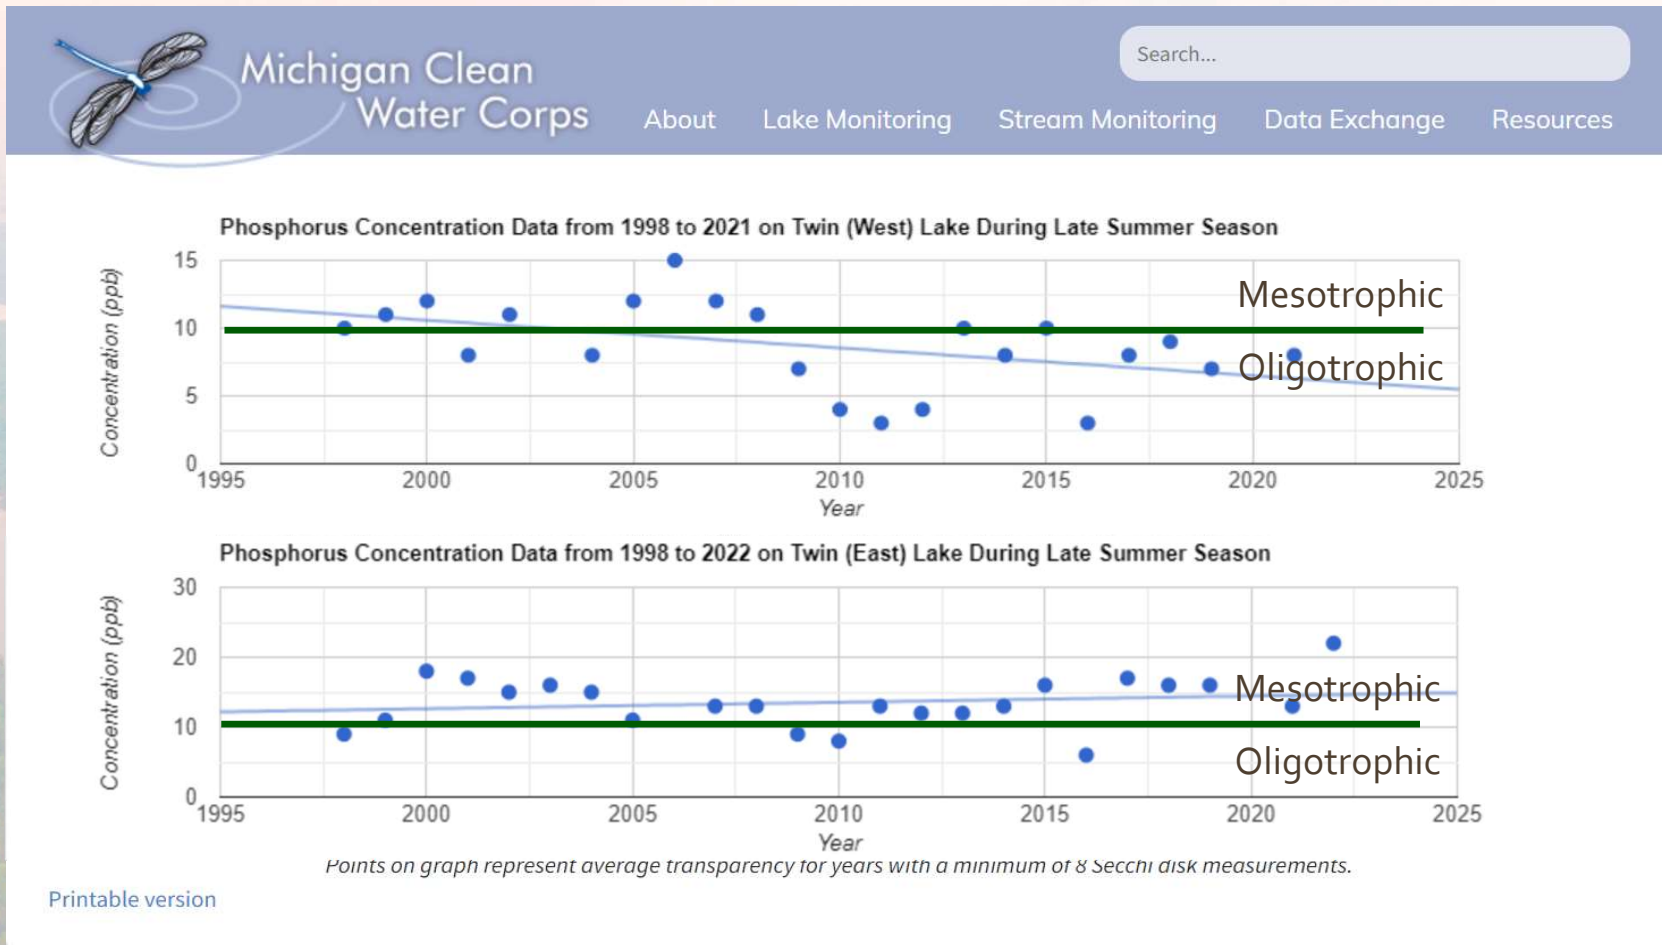 Michigan Clean
Water Corps
Search...
About Lake Monitoring Stream Monitoring Data Exchange Resources
Phosphorus Concentration Data from 1998 to 2021 on Twin (West) Lake During Late Summer Season
Concentration (ppb)
15
10
5
0
Mesotrophic
Oligotrophic
1995 2000 2005 2010 2015 2020 2025
Year
Phosphorus Concentration Data from 1998 to 2022 on Twin (East) Lake During Late Summer Season
Concentration (ppb)
30
20
10
0
Mesotrophic
Oligotrophic
1995 2000 2005 2010 2015 2020 2025
Year
Points on graph represent average transparency for years with a minimum of 8 Secchi disk measurements.
Printable version